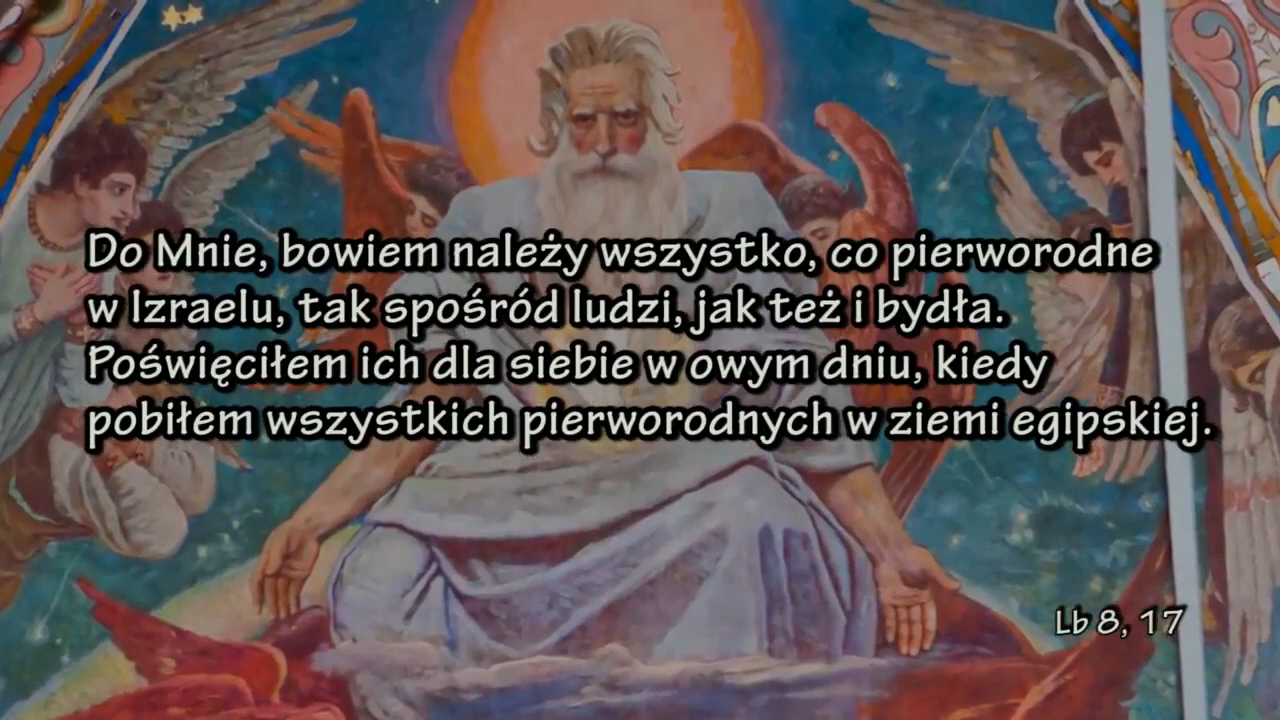 Do Mnie, bowiem należy wszystko, co pierworodne
w Izraelu, tak spośród ludzi, jak też i bydła.
Poświęciłem ich dla siebie w owym dniu, kiedy
pobiłem wszystkich pierworodnych w ziemi egipskiej.
Lb 8, 17